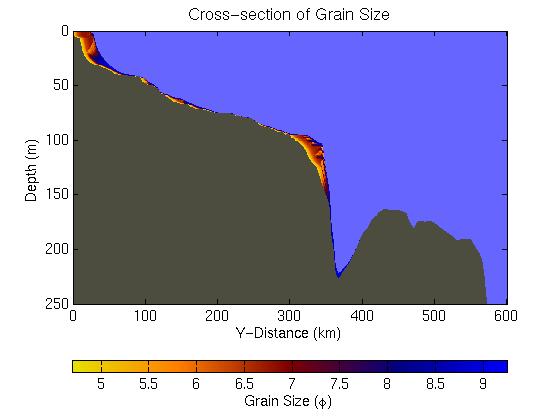 Cross-section of Grain Size
0
50
100
150
200
250
Depth (m)
0 100 200 300 400 500 600
Y-Distance (km)
5 5.5 6 6.5 7 7.5 8 8.5 9
Grain Size (ϕ)